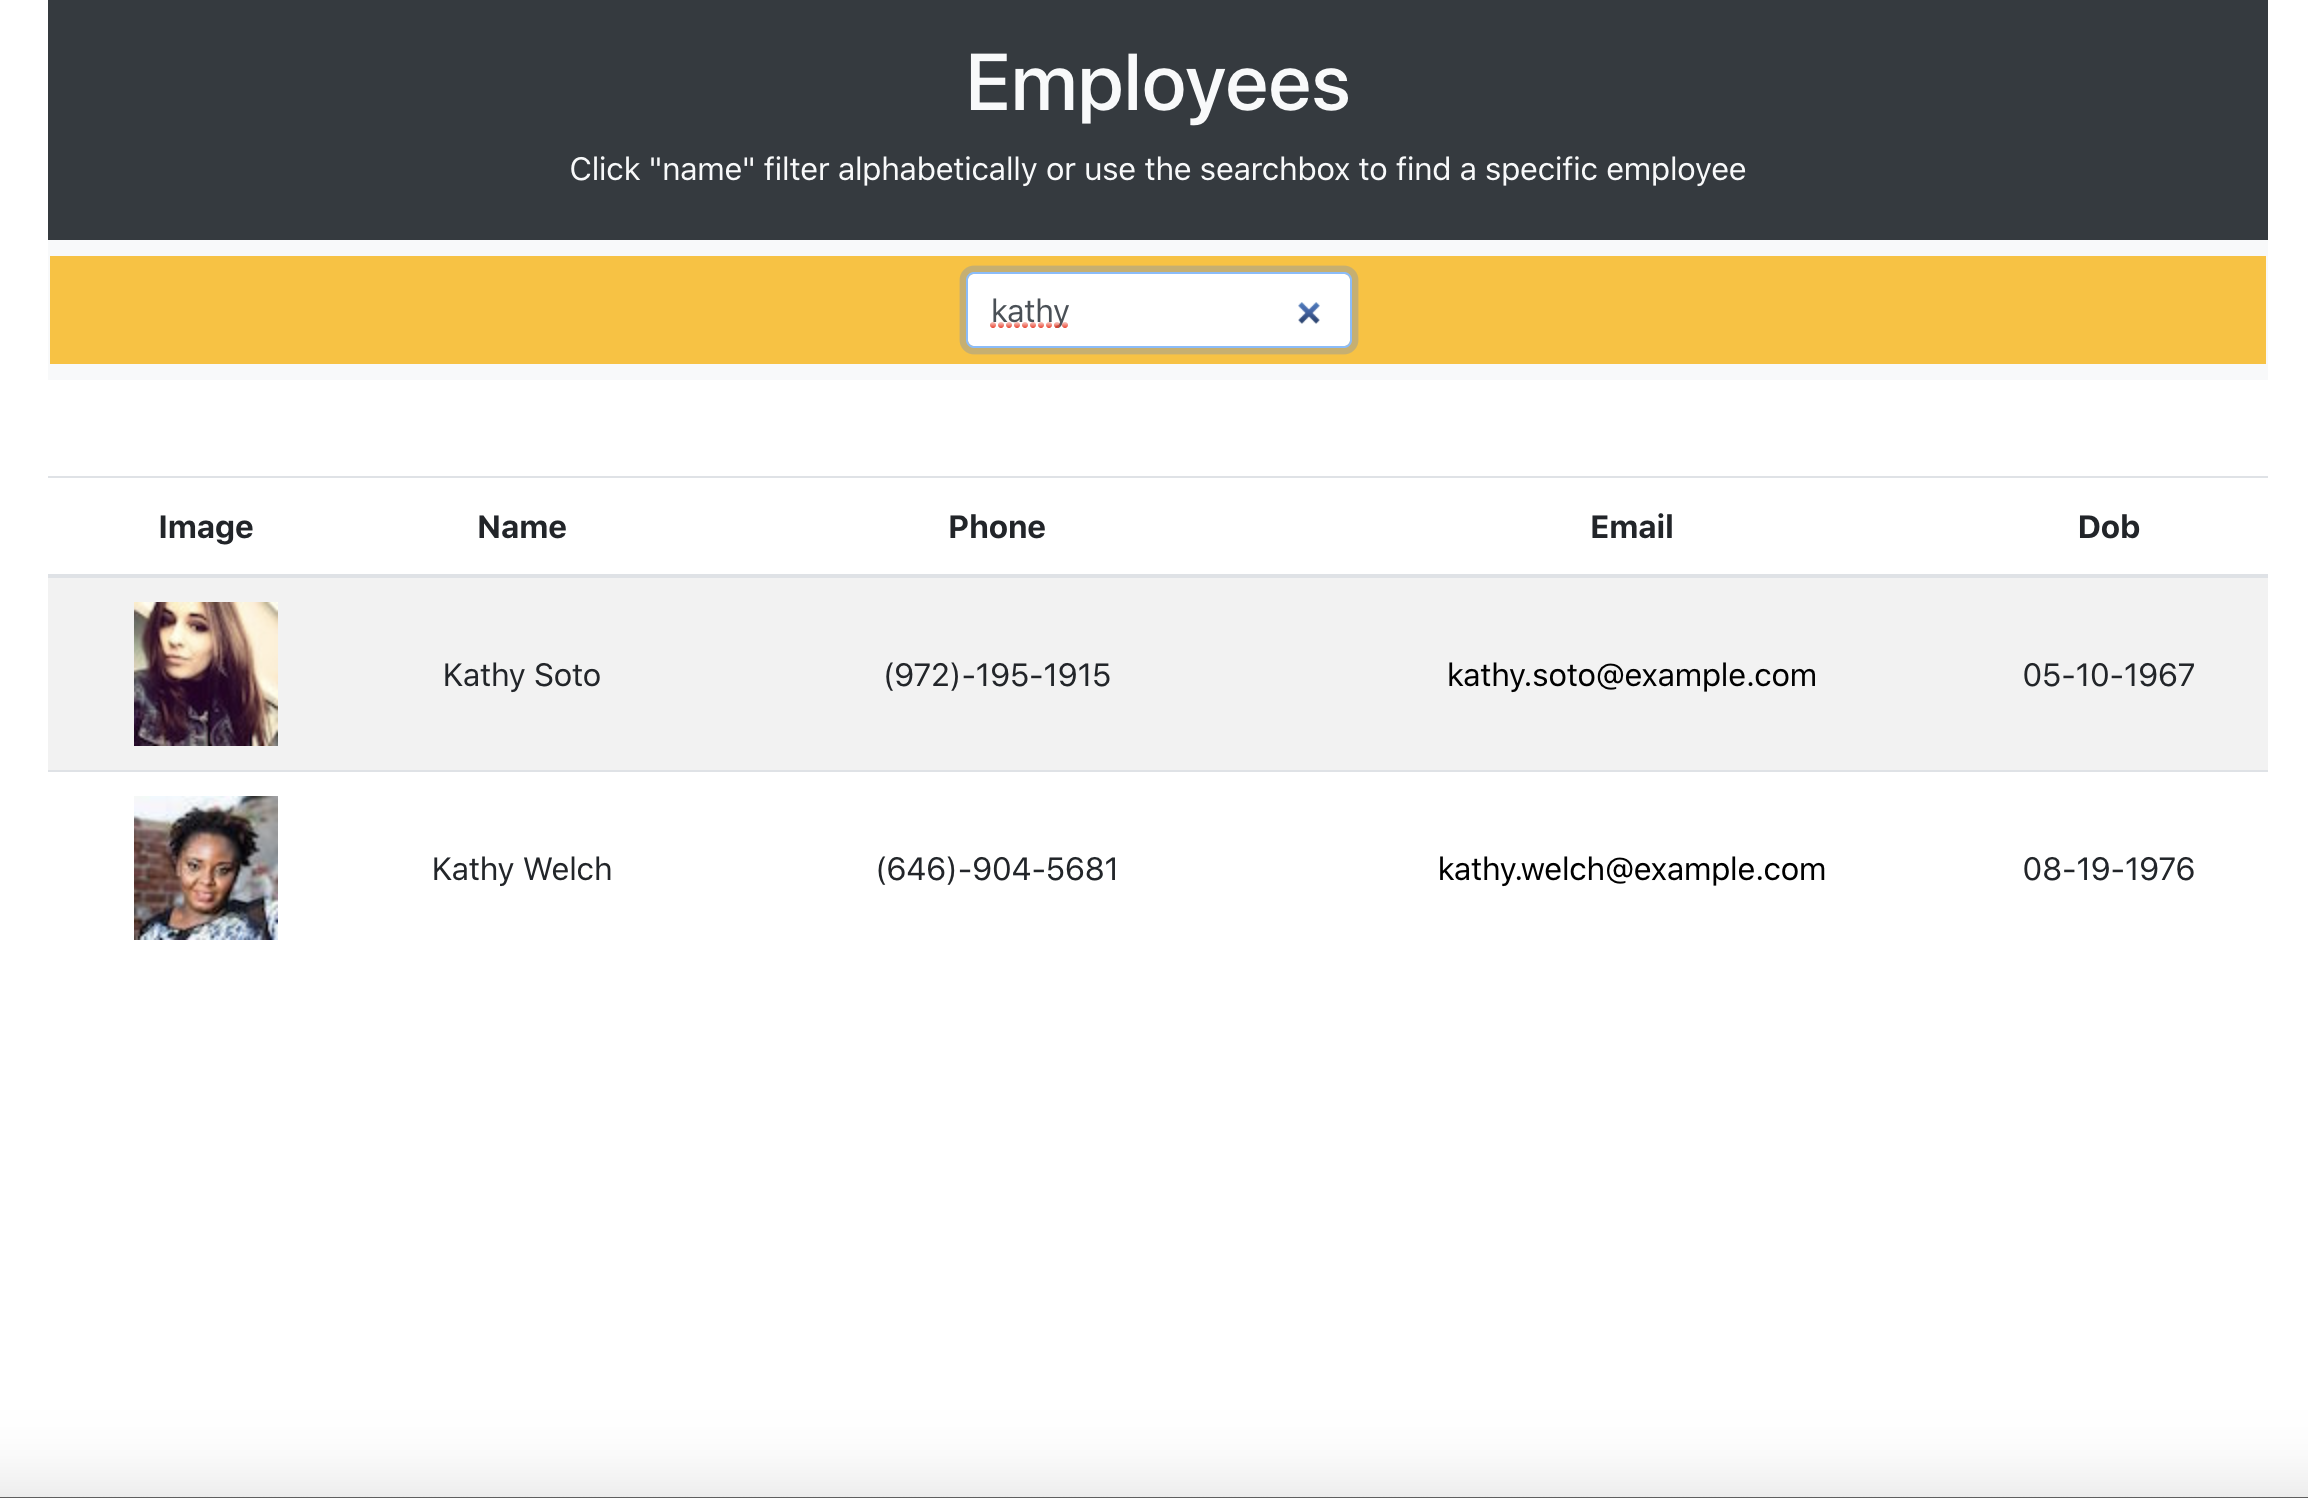 Employees
Click "name" filter alphabetically or use the searchbox to find a specific employee
kathy
Image Name Phone Email Dob
Kathy Soto (972)-195-1915 kathy.soto@example.com 05-10-1967
Kathy Welch (646)-904-5681 kathy.welch@example.com 08-19-1976